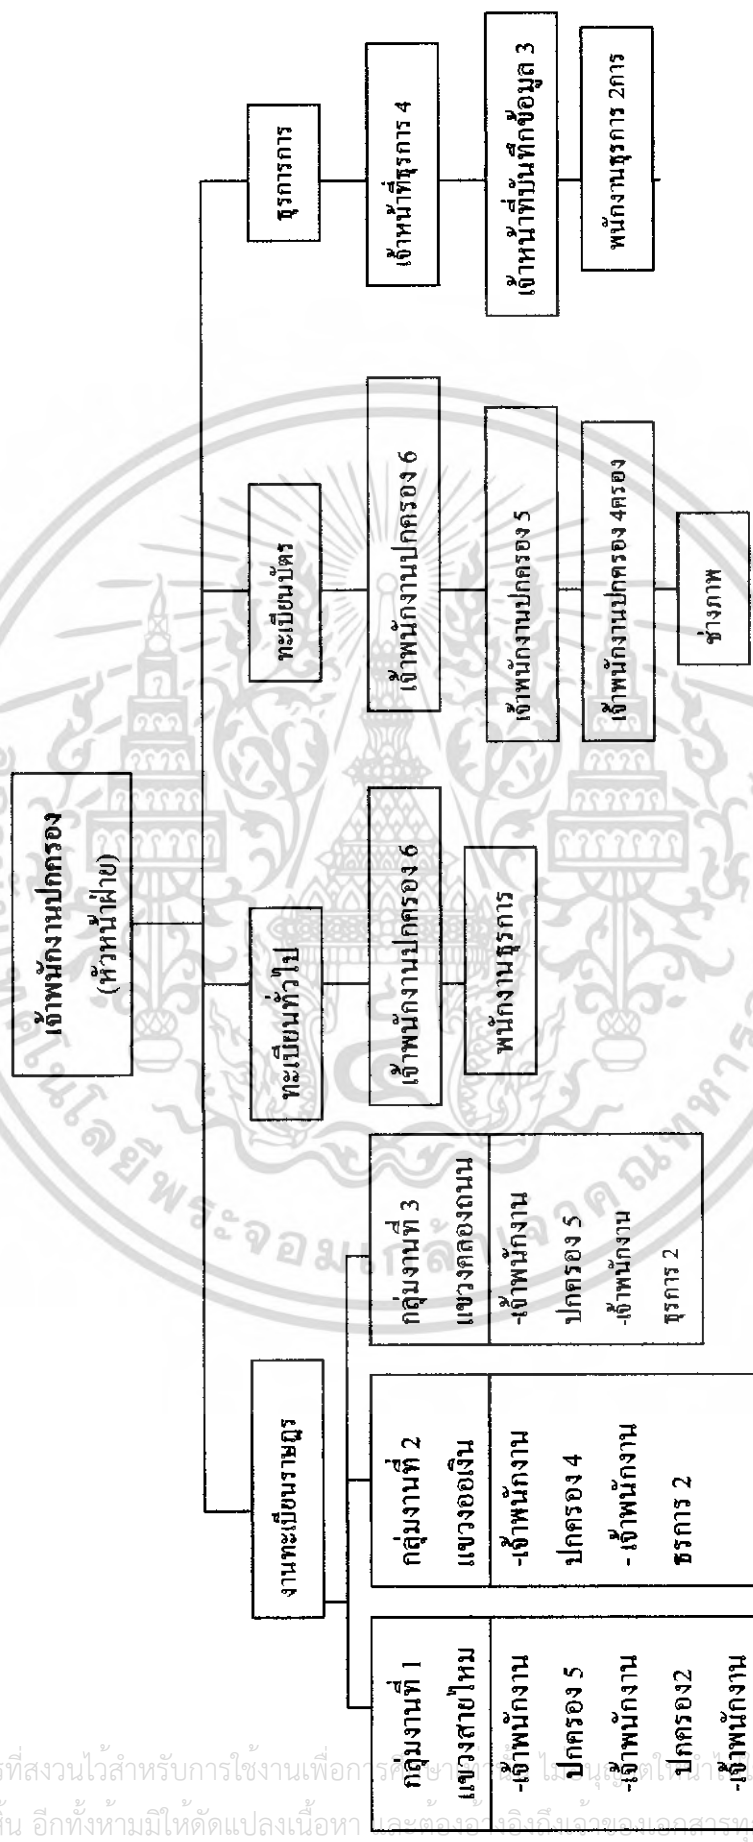 เจ้าพนักงานปกครอง
(หัวหน้าฝ่าย)
งานทะเบียนราษฎร
ทะเบียนทั่วไป
ทะเบียนบัตร
ธุรการการ
กลุ่มงานที่ 1
แขวงสายไหม
-เจ้าพนักงาน
ปกครอง 5
-เจ้าพนักงาน
ปกครอง2
-เจ้าพนักงาน
กลุ่มงานที่ 2
แขวงออเงิน
-เจ้าพนักงาน
ปกครอง 4
- เจ้าพนักงาน
ธรการ 2
กลุ่มงานที่ 3
แขวงคลองถนน
-เจ้าพนักงาน
ปกครอง 5
-เจ้าพนักงาน
ธุรการ 2
เจ้าพนักงานปกครอง 6
พนักงานธุรการ
เจ้าพนักงานปกครอง 6
เจ้าพนักงานปกครอง 5
เจ้าพนักงานปกครอง 4ครอง
ช่างภาพ
เจ้าหน้าที่ธุรการ 4
เจ้าหน้าที่บันทึกข้อมูล 3
พนักงานธุรการ 2การ